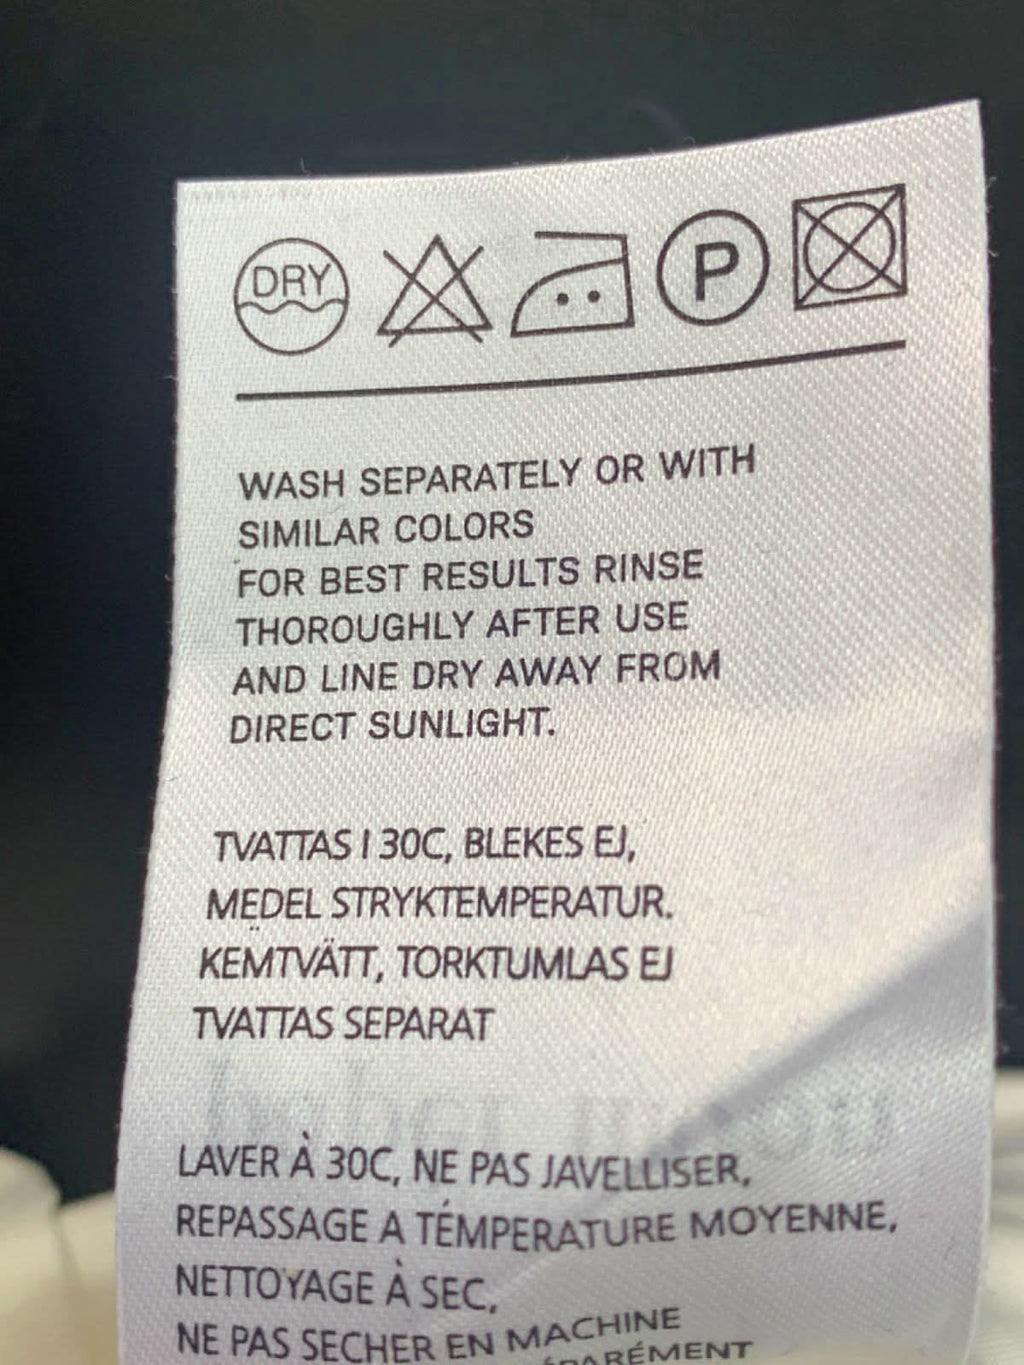 DRY
P
WASH SEPARATELY OR WITH
SIMILAR COLORS
FOR BEST RESULTS RINSE
THOROUGHLY AFTER USE
AND LINE DRY AWAY FROM
DIRECT SUNLIGHT.
TVATTAS I 30C, BLEKES EJ,
MEDEL STRYKTEMPERATUR.
KEMTVÄTT, TORKTUMLAS EJ
TVATTAS SEPARAT
LAVER À 30C, NE PAS JAVELLISER,
REPASSAGE A TÉMPERATURE MOYENNE,
NETTOYAGE À SEC,
NE PAS SECHER EN MACHINE